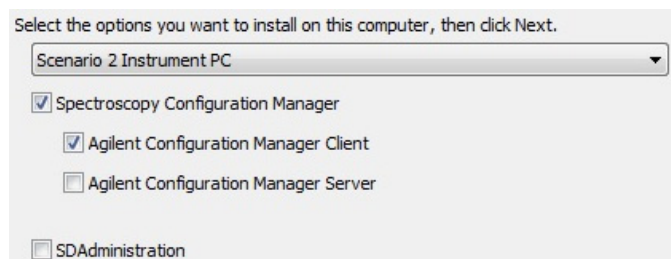 Select the options you want to install on this computer, then click Next.
Scenario 2 Instrument PC
Spectroscopy Configuration Manager
Agilent Configuration Manager Client
Agilent Configuration Manager Server
SDAdministration